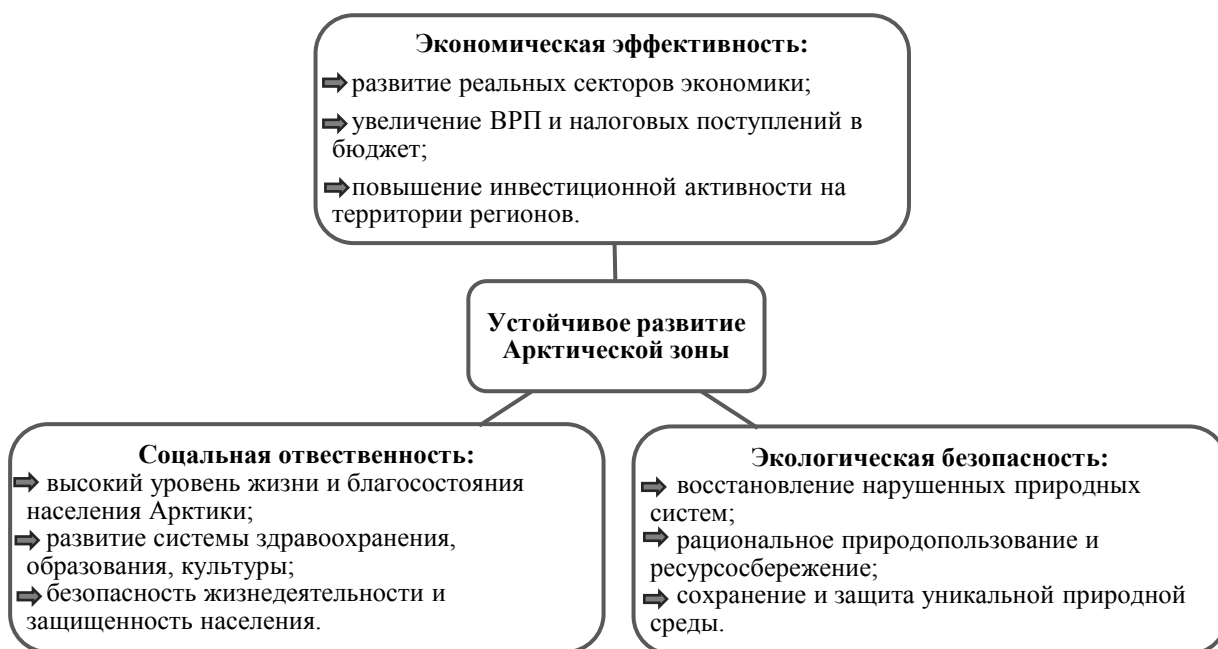 Экономическая эффективность:
развитие реальных секторов экономики;
увеличение ВРП и налоговых поступлений в
бюджет;
повышение инвестиционной активности на
территории регионов.
Устойчивое развитие
Арктической зоны
Соцальная отвественность:
высокий уровень жизни и благосостояния
населения Арктики;
развитие системы здравоохранения,
образования, культуры;
безопасность жизнедеятельности и
защищенность населения.
Экологическая безопасность:
восстановление нарушенных природных
систем;
рациональное природопользование и
ресурсосбережение;
сохранение и защита уникальной природной
среды.